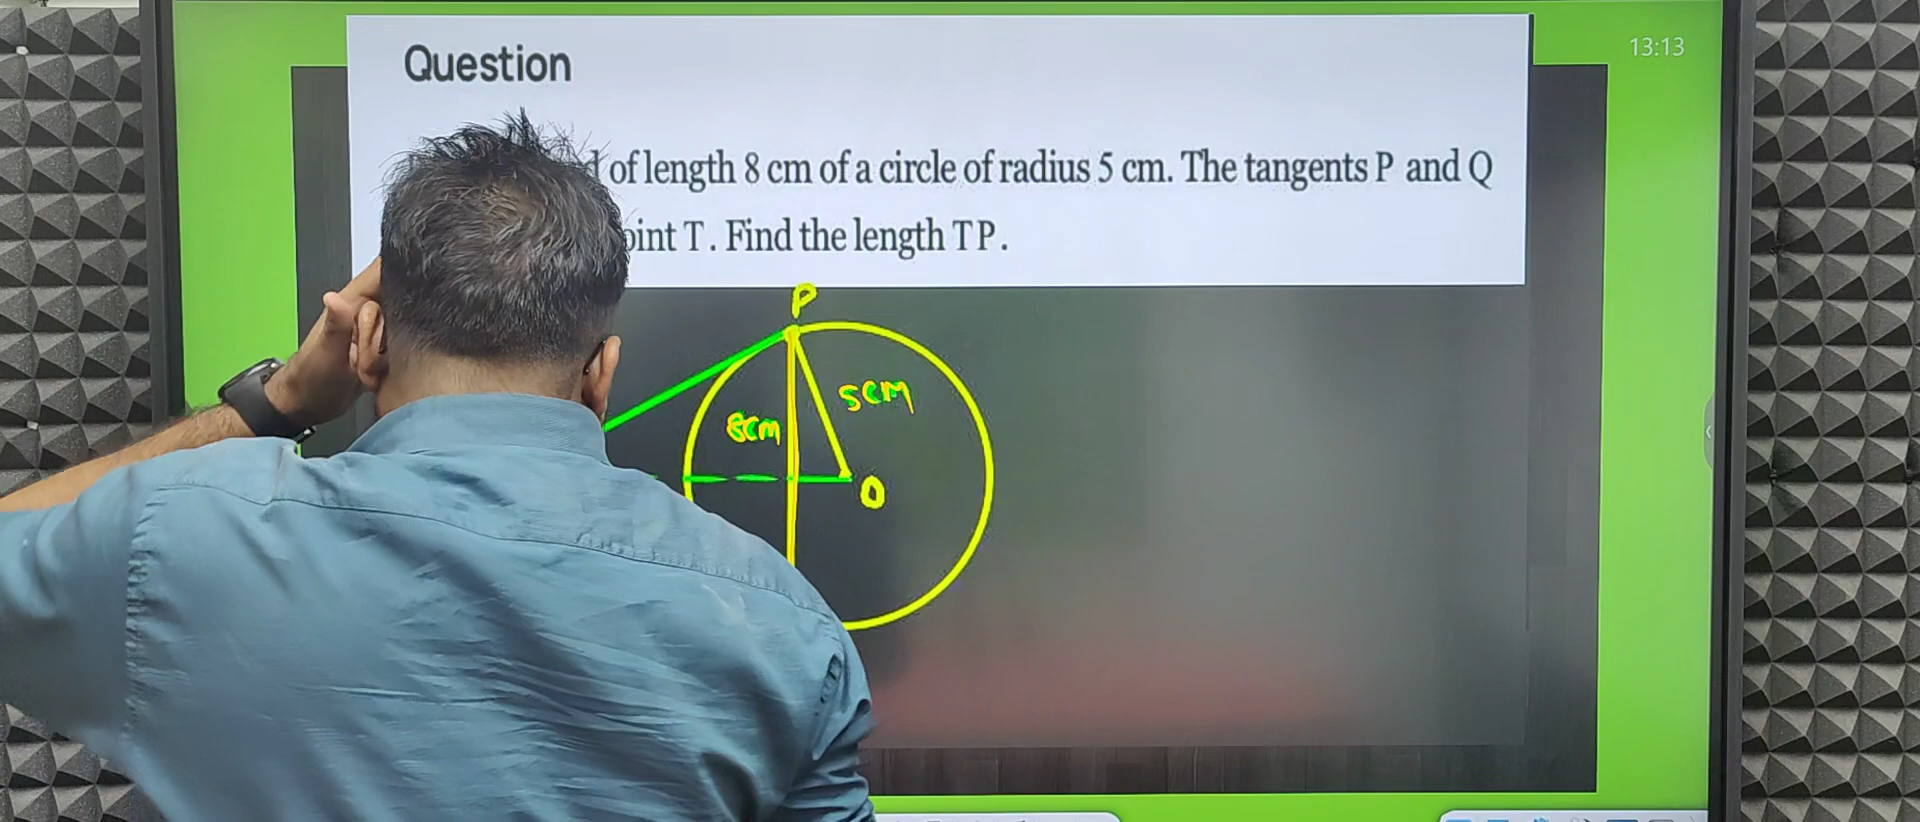 13:13
Question
of length 8 cm of a circle of radius 5 cm. The tangents P and Q
T. Find the length TP.
P
5cm
8cm
O